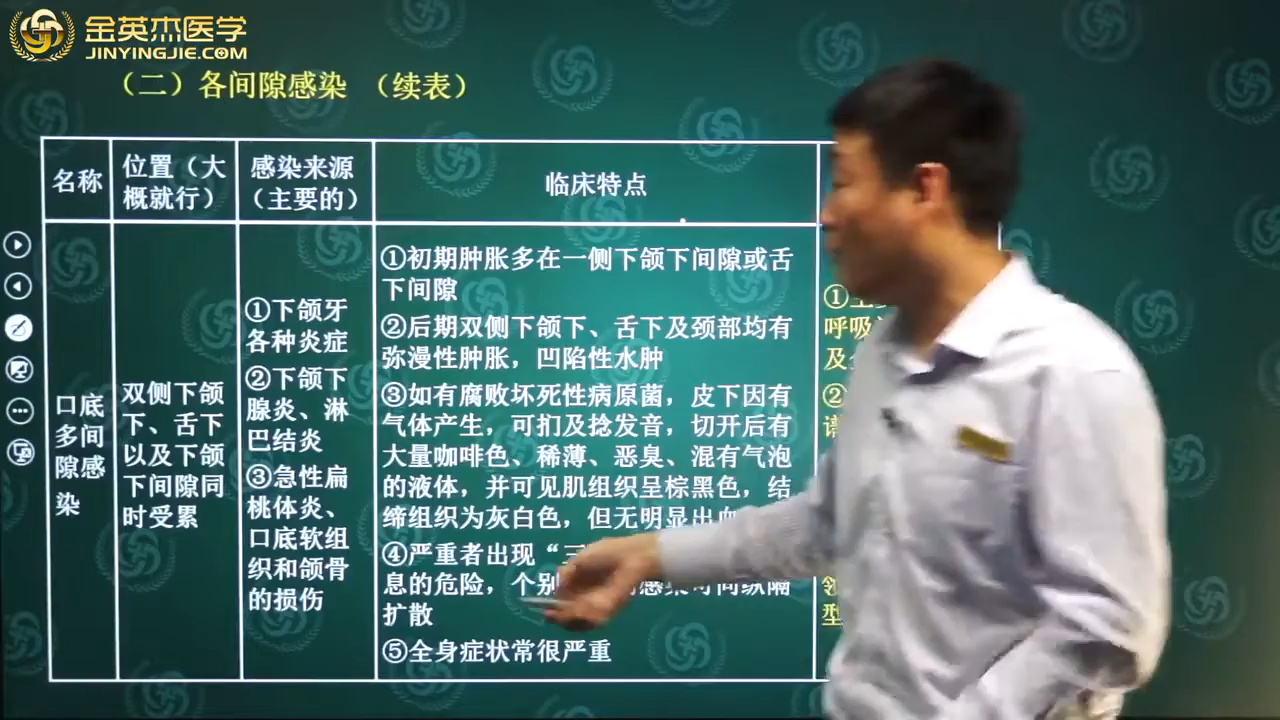 金英杰医学
JINYINGJIE.COM
（二）各间隙感染 （续表）
名称
位置（大
概就行）
感染来源
（主要的）
临床特点
口底
多间
隙感
染
双侧下颌
下、舌下
以及下颌
下间隙同
时受累
①下颌牙
各种炎症
②下颌下
腺炎、淋
巴结炎
③急性扁
桃体炎、
口底软组
织和颌骨
的损伤
①初期肿胀多在一侧下颌下间隙或舌
下间隙
②后期双侧下颌下、舌下及颈部均有
弥漫性肿胀，凹陷性水肿
③如有腐败坏死性病原菌，皮下因有
气体产生，可扪及捻发音，切开后有
大量咖啡色、稀薄、恶臭、混有气泡
的液体，并可见肌组织呈棕黑色，结
缔组织为灰白色，但无明显出血
④严重者出现“三
息的危险，个别
扩散
⑤全身症状常很严重
①
呼吸
及
②